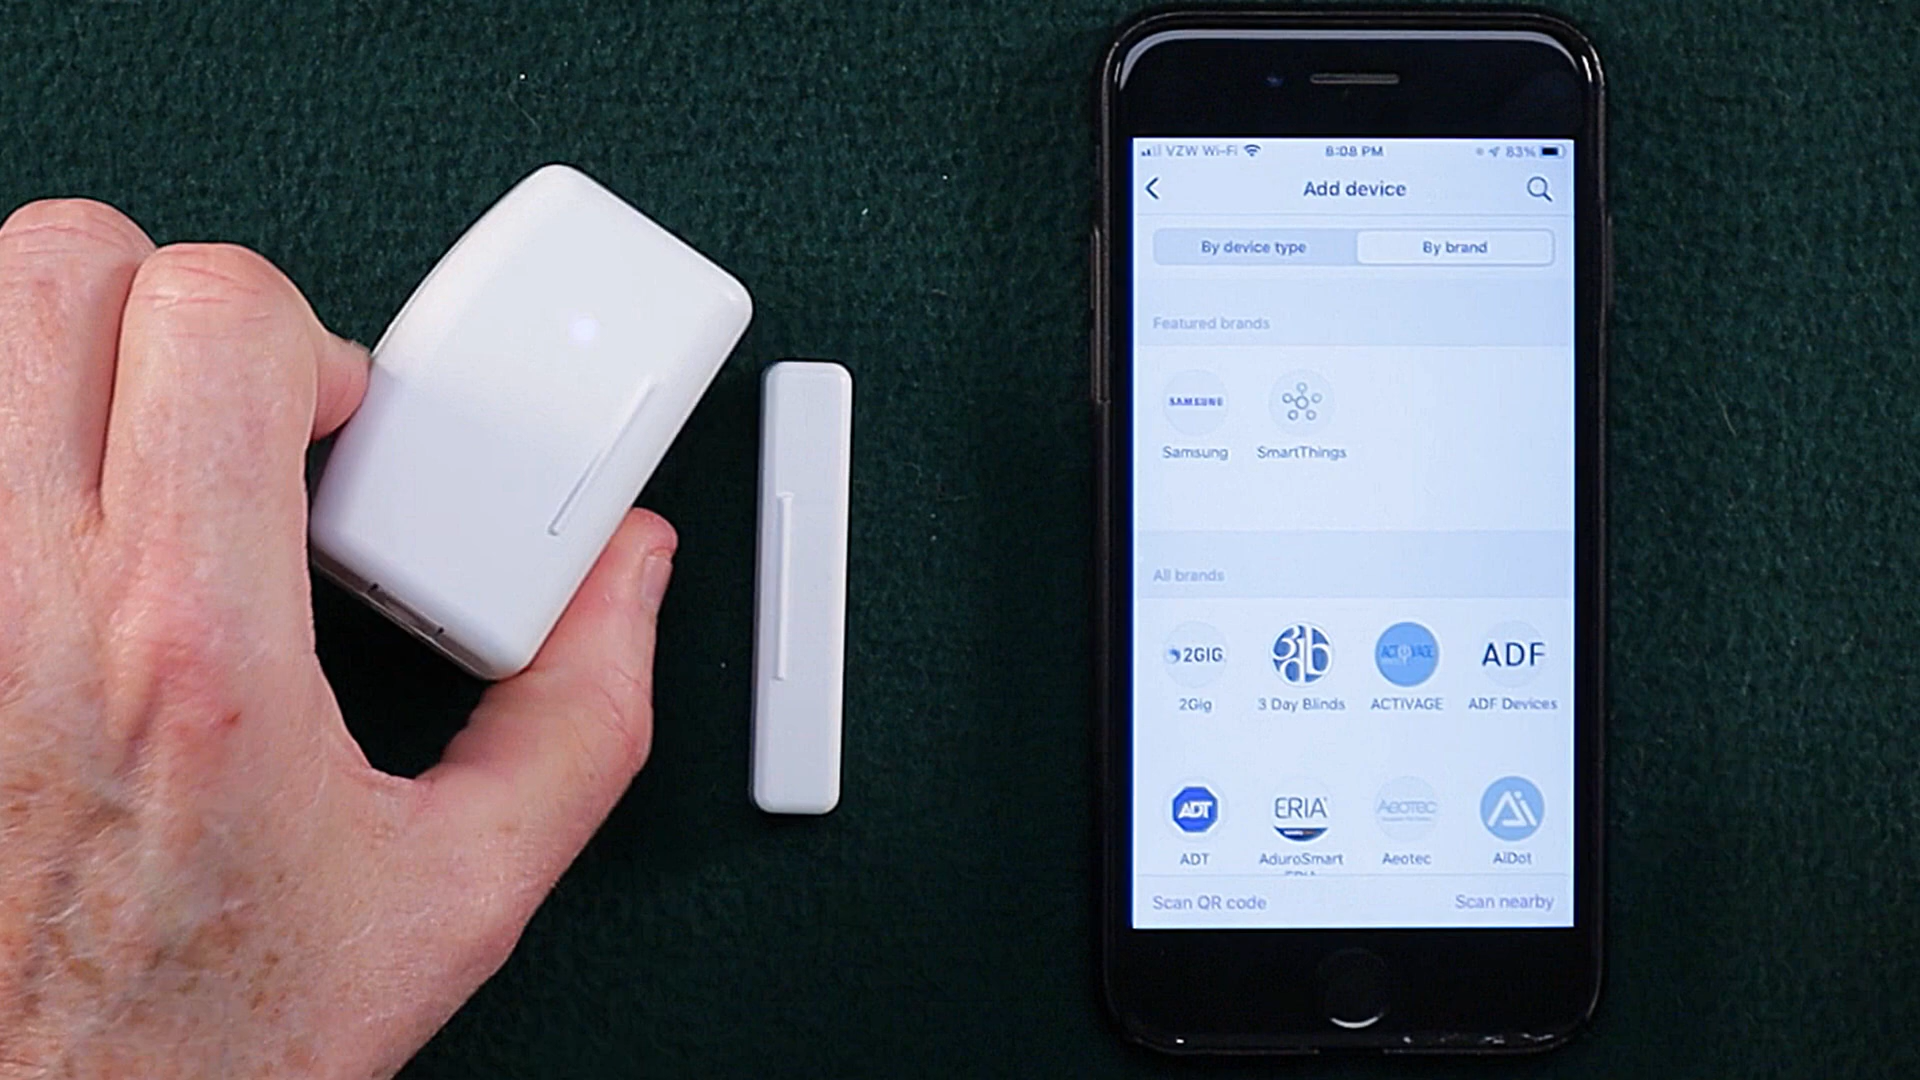 VZW Wi-Fi 6:08 PM 83%
Add device
By device type By brand
Featured brands
SAMSUNG
Samsung SmartThings
All brands
2GIG ADF
2Gig 3 Day Blinds ACTIVAGE ADF Devices
ADT ERIA AEOTEC Ai
ADT AduroSmart Aeotec AiDot
Scan QR code Scan nearby